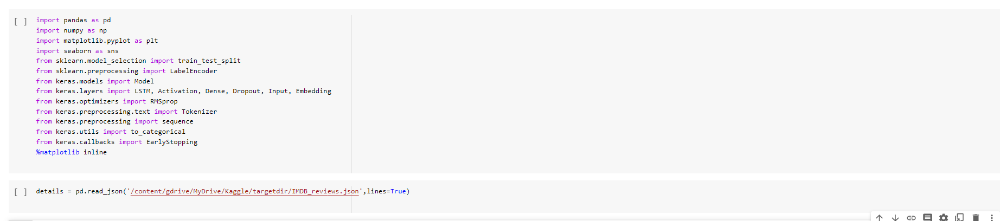 [ ] import pandas as pd
import numpy as np
import matplotlib.pyplot as plt
import seaborn as sns
from sklearn.model_selection import train_test_split
from sklearn.preprocessing import LabelEncoder
from keras.models import Model
from keras.layers import LSTM, Activation, Dense, Dropout, Input, Embedding
from keras.optimizers import RMSprop
from keras.preprocessing.text import Tokenizer
from keras.preprocessing import sequence
from keras.utils import to_categorical
from keras.callbacks import EarlyStopping
%matplotlib inline
[ ] details = pd.read_json('/content/gdrive/MyDrive/Kaggle/targetdir/IMDB_reviews.json',lines=True)